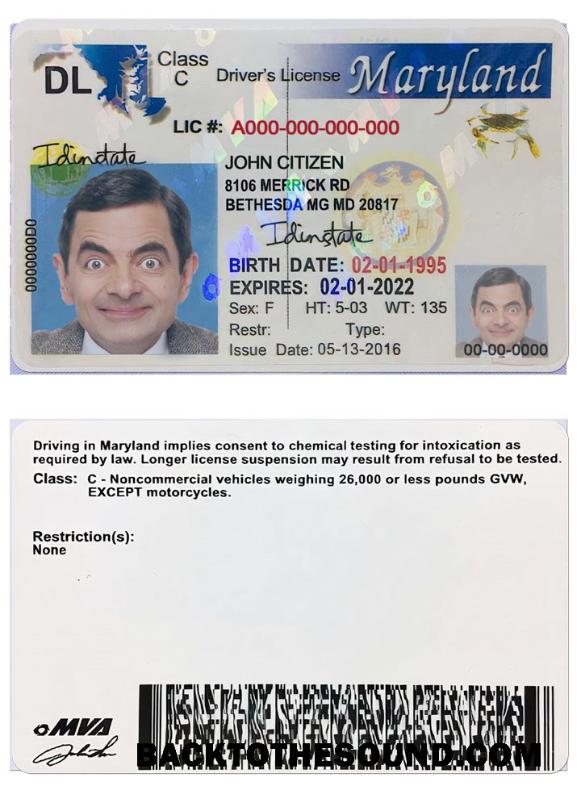 DL
Class
C
Driver's License
Maryland
LIC #: A000-000-000-000
Idinstate
JOHN CITIZEN
8106 MERRICK RD
BETHESDA MG MD 20817
Idinstate
0000000D0
BIRTH DATE: 02-01-1995
EXPIRES: 02-01-2022
Sex: F HT: 5-03 WT: 135
Restr: Type:
Issue Date: 05-13-2016
00-00-0000
Driving in Maryland implies consent to chemical testing for intoxication as
required by law. Longer license suspension may result from refusal to be tested.
Class: C - Noncommercial vehicles weighing 26,000 or less pounds GVW,
EXCEPT motorcycles.
Restriction(s):
None
MVA
BACKTOTHESOUND.COM